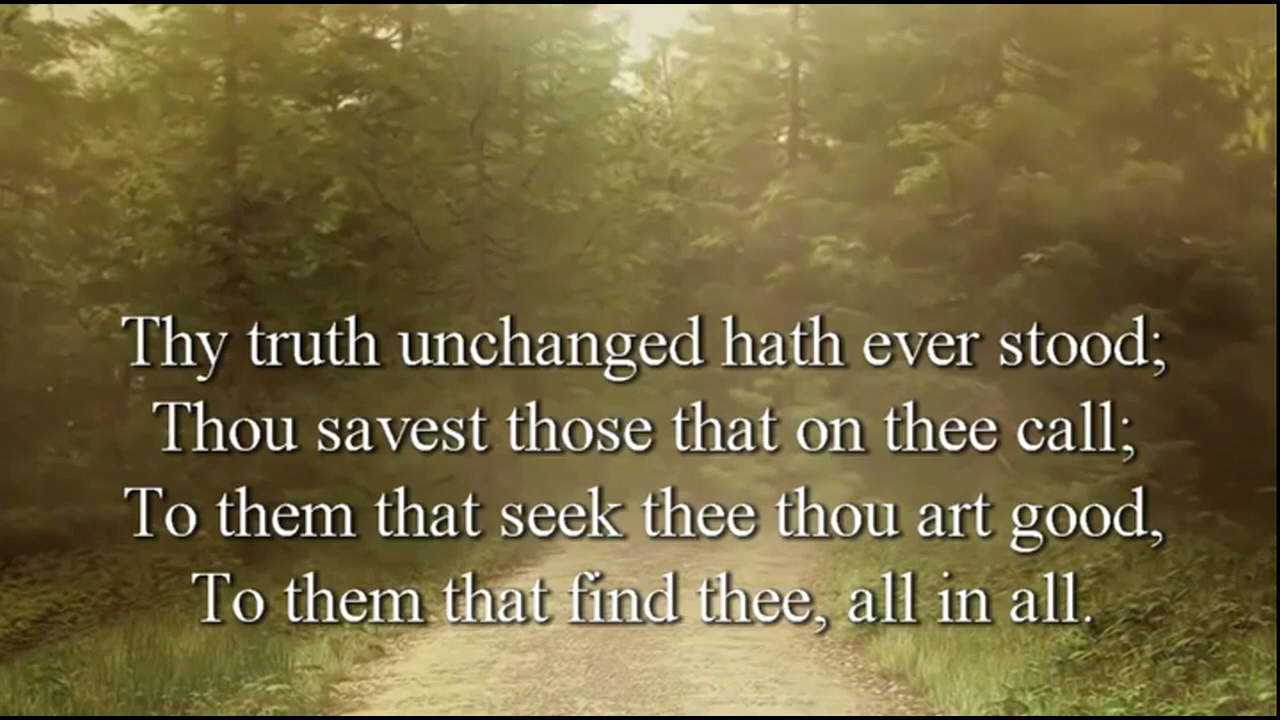 Thy truth unchanged hath ever stood;
Thou savest those that on thee call;
To them that seek thee thou art good,
To them that find thee, all in all.